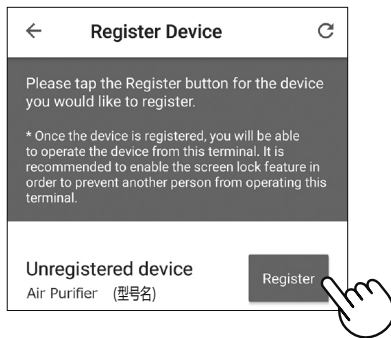 Register Device
Please tap the Register button for the device
you would like to register.
* Once the device is registered, you will be able
to operate the device from this terminal. It is
recommended to enable the screen lock feature in
order to prevent another person from operating this
terminal.
Unregistered device
Register
Air Purifier (型号名)